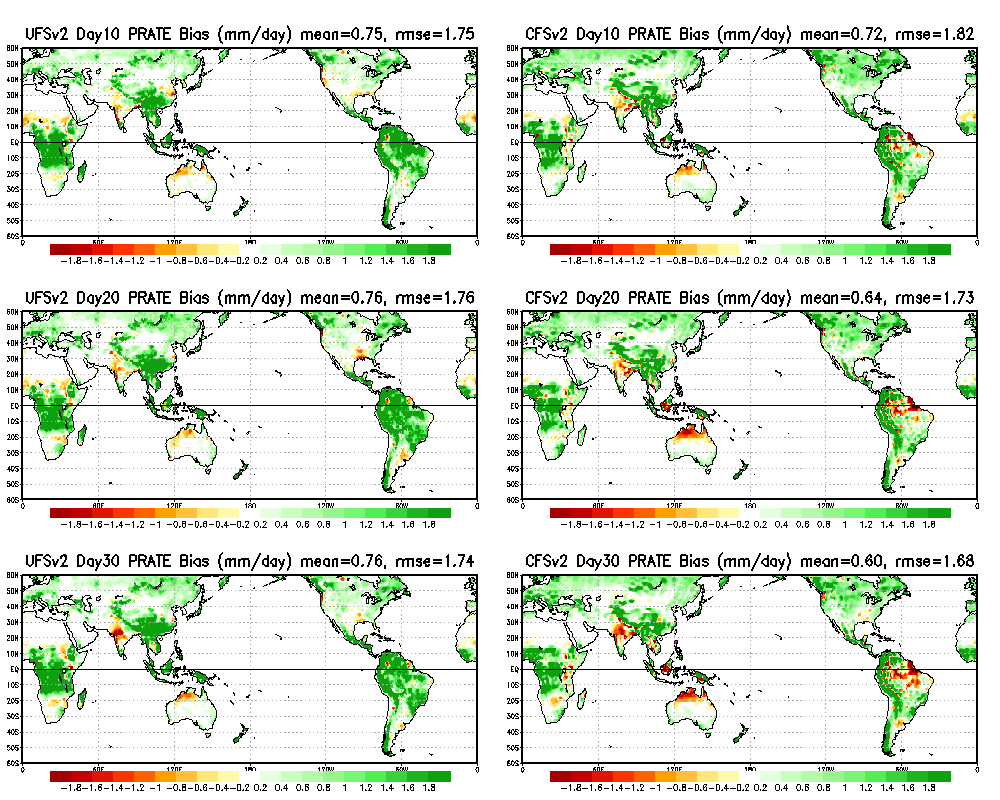 UFSv2 Day10 PRATE Bias (mm/day) mean=0.75, rmse=1.75
60N
50N
40N
30N
20N
10N
EQ
10S
20S
30S
40S
50S
60S
0 60E 120E 180 120W 60W 0
-1.8-1.6-1.4-1.2 -1 -0.8-0.6-0.4-0.2 0.2 0.4 0.6 0.8 1 1.2 1.4 1.6 1.8
CFSv2 Day10 PRATE Bias (mm/day) mean=0.72, rmse=1.82
60N
50N
40N
30N
20N
10N
EQ
10S
20S
30S
40S
50S
60S
0 60E 120E 180 120W 60W 0
-1.8-1.6-1.4-1.2 -1 -0.8-0.6-0.4-0.2 0.2 0.4 0.6 0.8 1 1.2 1.4 1.6 1.8
UFSv2 Day20 PRATE Bias (mm/day) mean=0.76, rmse=1.76
60N
50N
40N
30N
20N
10N
EQ
10S
20S
30S
40S
50S
60S
0 60E 120E 180 120W 60W 0
-1.8-1.6-1.4-1.2 -1 -0.8-0.6-0.4-0.2 0.2 0.4 0.6 0.8 1 1.2 1.4 1.6 1.8
CFSv2 Day20 PRATE Bias (mm/day) mean=0.64, rmse=1.73
60N
50N
40N
30N
20N
10N
EQ
10S
20S
30S
40S
50S
60S
0 60E 120E 180 120W 60W 0
-1.8-1.6-1.4-1.2 -1 -0.8-0.6-0.4-0.2 0.2 0.4 0.6 0.8 1 1.2 1.4 1.6 1.8
UFSv2 Day30 PRATE Bias (mm/day) mean=0.76, rmse=1.74
60N
50N
40N
30N
20N
10N
EQ
10S
20S
30S
40S
50S
60S
0 60E 120E 180 120W 60W 0
-1.8-1.6-1.4-1.2 -1 -0.8-0.6-0.4-0.2 0.2 0.4 0.6 0.8 1 1.2 1.4 1.6 1.8
CFSv2 Day30 PRATE Bias (mm/day) mean=0.60, rmse=1.68
60N
50N
40N
30N
20N
10N
EQ
10S
20S
30S
40S
50S
60S
0 60E 120E 180 120W 60W 0
-1.8-1.6-1.4-1.2 -1 -0.8-0.6-0.4-0.2 0.2 0.4 0.6 0.8 1 1.2 1.4 1.6 1.8